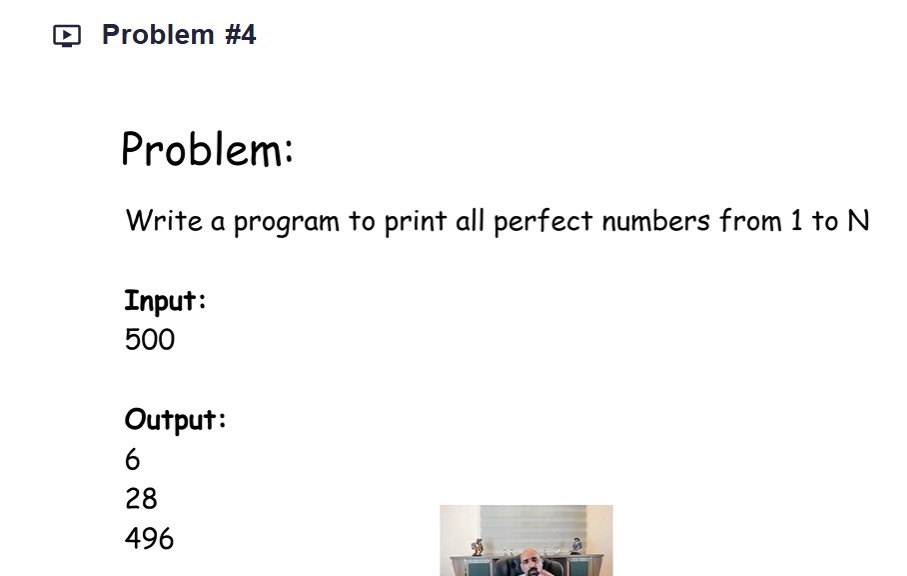 Problem #4
Problem:
Write a program to print all perfect numbers from 1 to N
Input:
500
Output:
6
28
496